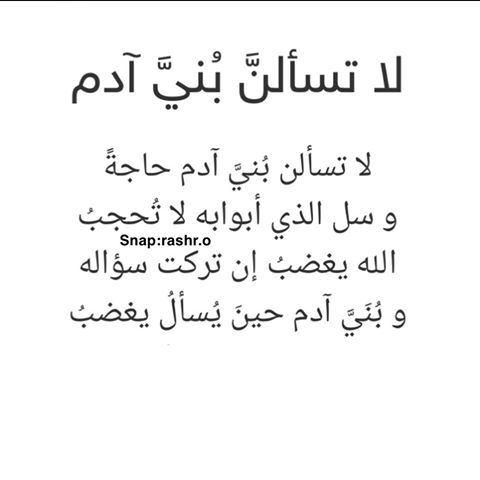 لا تسألنَّ بُنيَّ آدم
لا تسألن بُنيَّ آدم حاجةً
و سل الذي أبوابه لا تُحجبُ
Snap:rashr.o
الله يغضبُ إن تركت سؤاله
و بُنَيَّ آدم حينَ يُسألُ يغضبُ